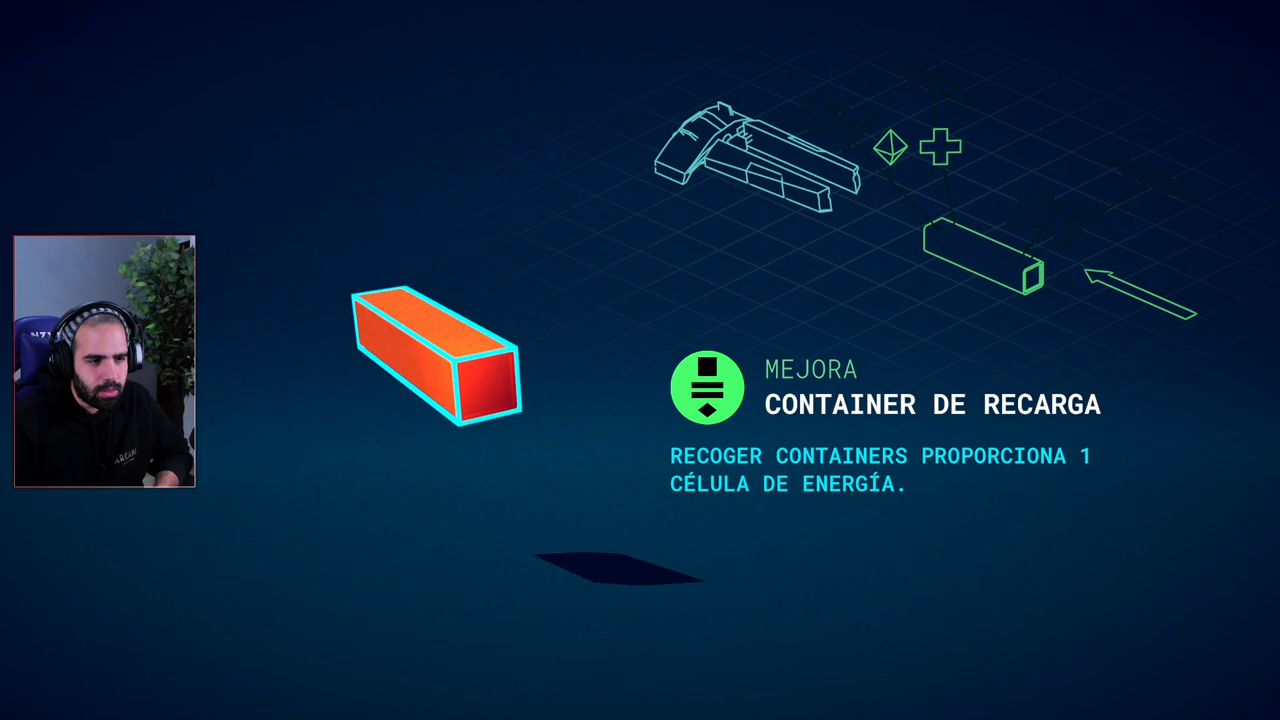 MEJORA
CONTAINER DE RECARGA
RECOGER CONTAINERS PROPORCIONA 1
CÉLULA DE ENERGÍA.